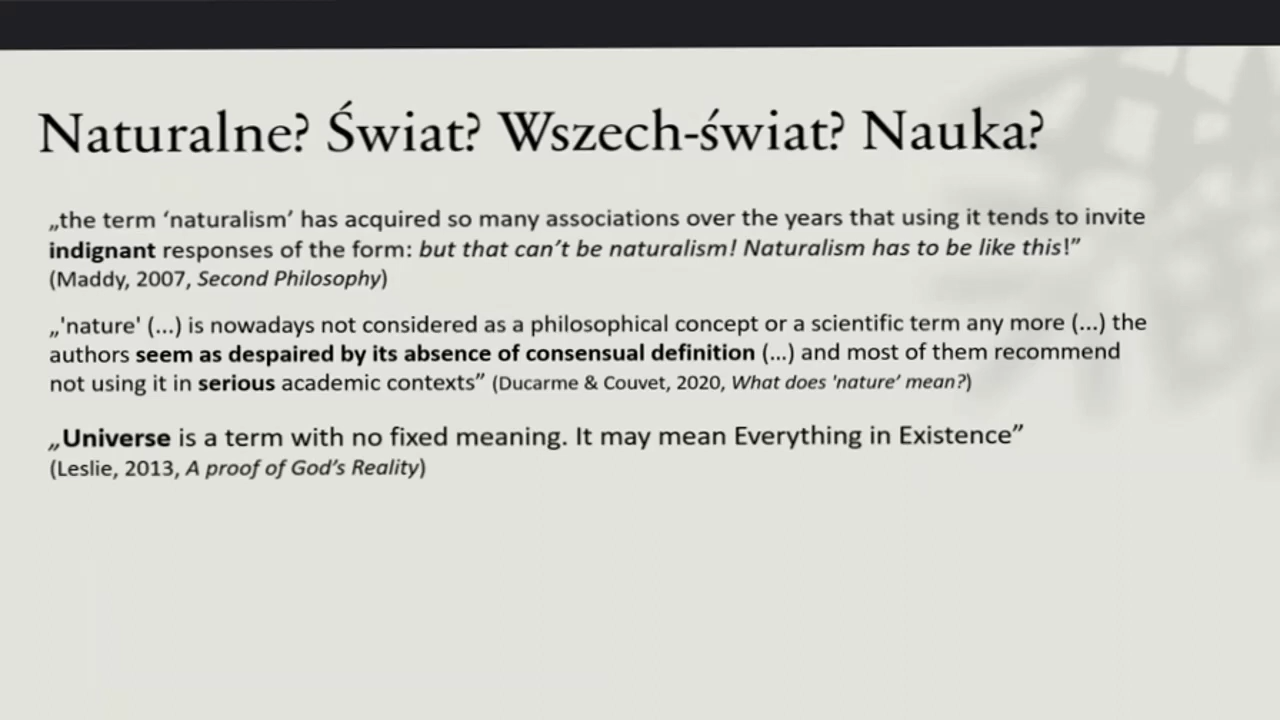 Naturalne? Świat? Wszech-świat? Nauka?
„the term ‘naturalism’ has acquired so many associations over the years that using it tends to invite
indignant responses of the form: but that can’t be naturalism! Naturalism has to be like this!”
(Maddy, 2007, Second Philosophy)
„'nature' (...) is nowadays not considered as a philosophical concept or a scientific term any more (...) the
authors seem as despaired by its absence of consensual definition (...) and most of them recommend
not using it in serious academic contexts” (Ducarme & Couvet, 2020, What does 'nature’ mean?)
„Universe is a term with no fixed meaning. It may mean Everything in Existence”
(Leslie, 2013, A proof of God’s Reality)